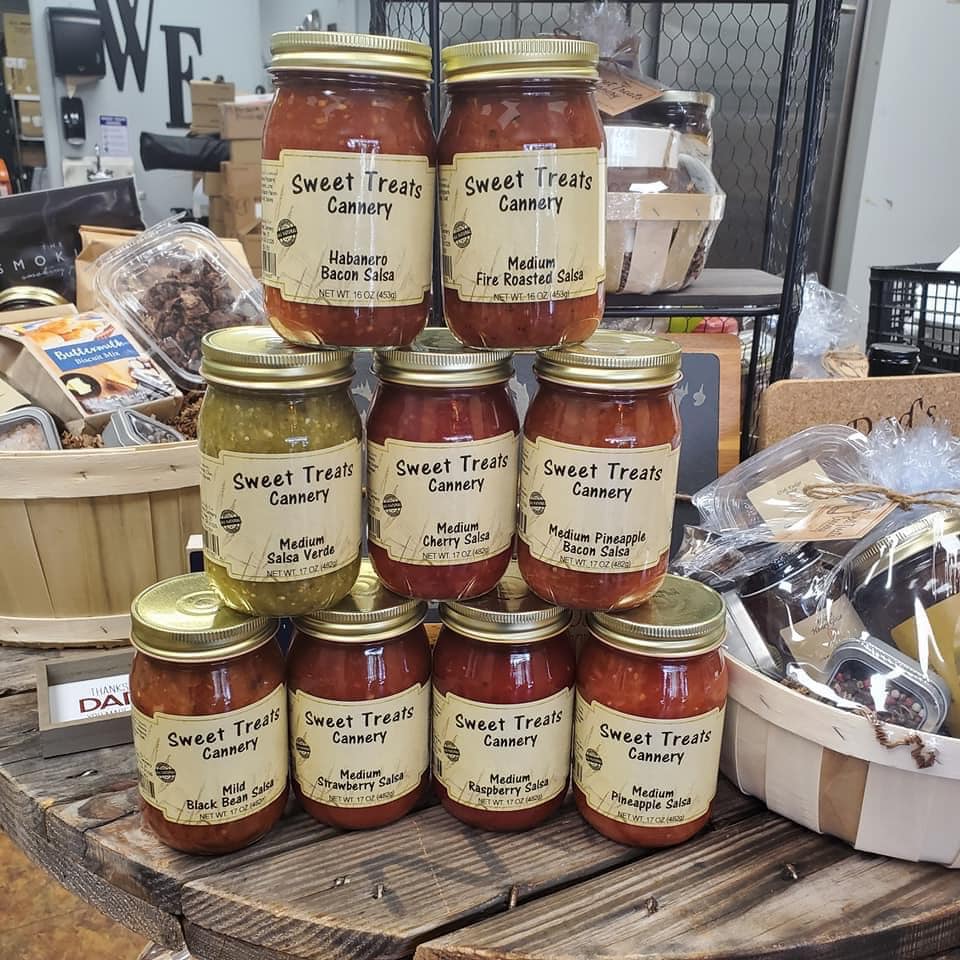 WE
THE
SMOK
Buttermilk
Biscuit Mix
Sweet Treats
Cannery
Habanero
Bacon Salsa
NET WT. 16 OZ (453g)
Sweet Treats
Cannery
Medium
Fire Roasted Salsa
NET WT. 16 OZ (453g)
Sweet Treats
Cannery
Medium
Salsa Verde
NET WT. 17 OZ (482g)
Sweet Treats
Cannery
Medium
Cherry Salsa
NET WT. 17 OZ (482g)
Sweet Treats
Cannery
Medium Pineapple
Bacon Salsa
NET WT. 17 OZ (482g)
THANKS
DA
Sweet Treats
Cannery
Mild
Black Bean Salsa
NET WT. 17 OZ (482g)
Sweet Treats
Cannery
Medium
Strawberry Salsa
NET WT. 17 OZ (482g)
Sweet Treats
Cannery
Medium
Raspberry Salsa
NET WT. 17 OZ (482g)
Sweet Treats
Cannery
Medium
Pineapple Salsa
NET WT. 17 OZ (482g)